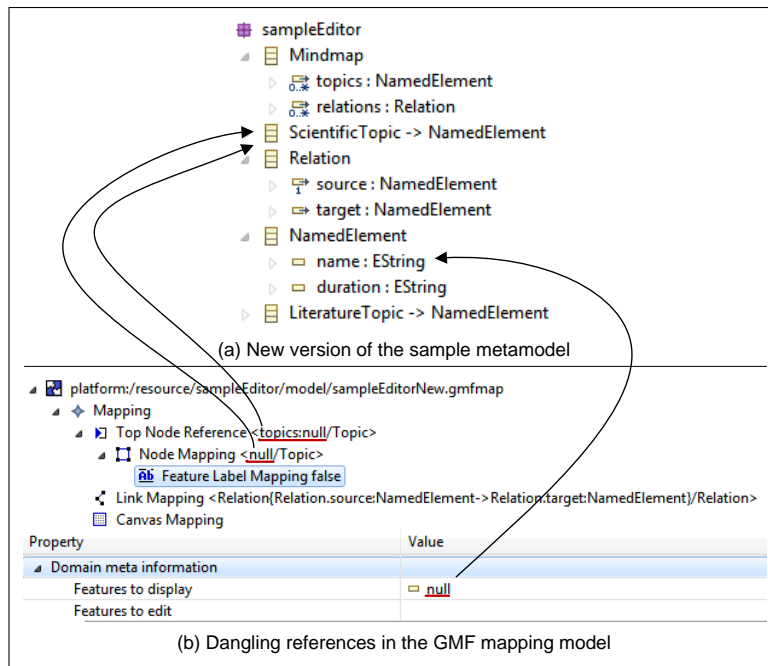 sampleEditor
Mindmap
0..* topics : NamedElement
0..* relations : Relation
ScientificTopic -> NamedElement
Relation
1 source : NamedElement
target : NamedElement
NamedElement
name : EString
duration : EString
LiteratureTopic -> NamedElement
(a) New version of the sample metamodel
platform:/resource/sampleEditor/model/sampleEditorNew.gmfmap
Mapping
Top Node Reference <topics:null/Topic>
Node Mapping <null/Topic>
Ab Feature Label Mapping false
Link Mapping <Relation{Relation.source:NamedElement->Relation.target:NamedElement}/Relation>
Canvas Mapping
Property Value
Domain meta information
Features to display null
Features to edit
(b) Dangling references in the GMF mapping model